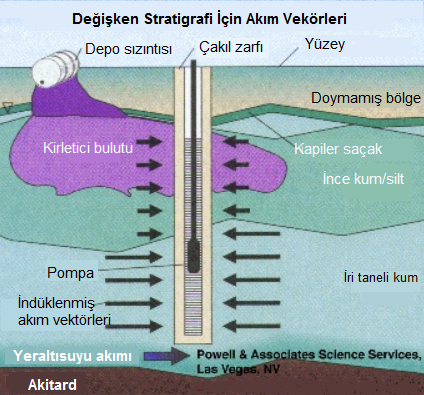 Değişken Stratigrafi İçin Akım Vekörleri
Depo sızıntısı
Çakıl zarfı
Yüzey
Doymamış bölge
Kirletici bulutu
Kapiler saçak
İnce kum/silt
Pompa
İri taneli kum
İndüklenmiş
akım vektörleri
Yeraltısuyu akımı
Powell & Associates Science Services,
Las Vegas, NV
Akitard